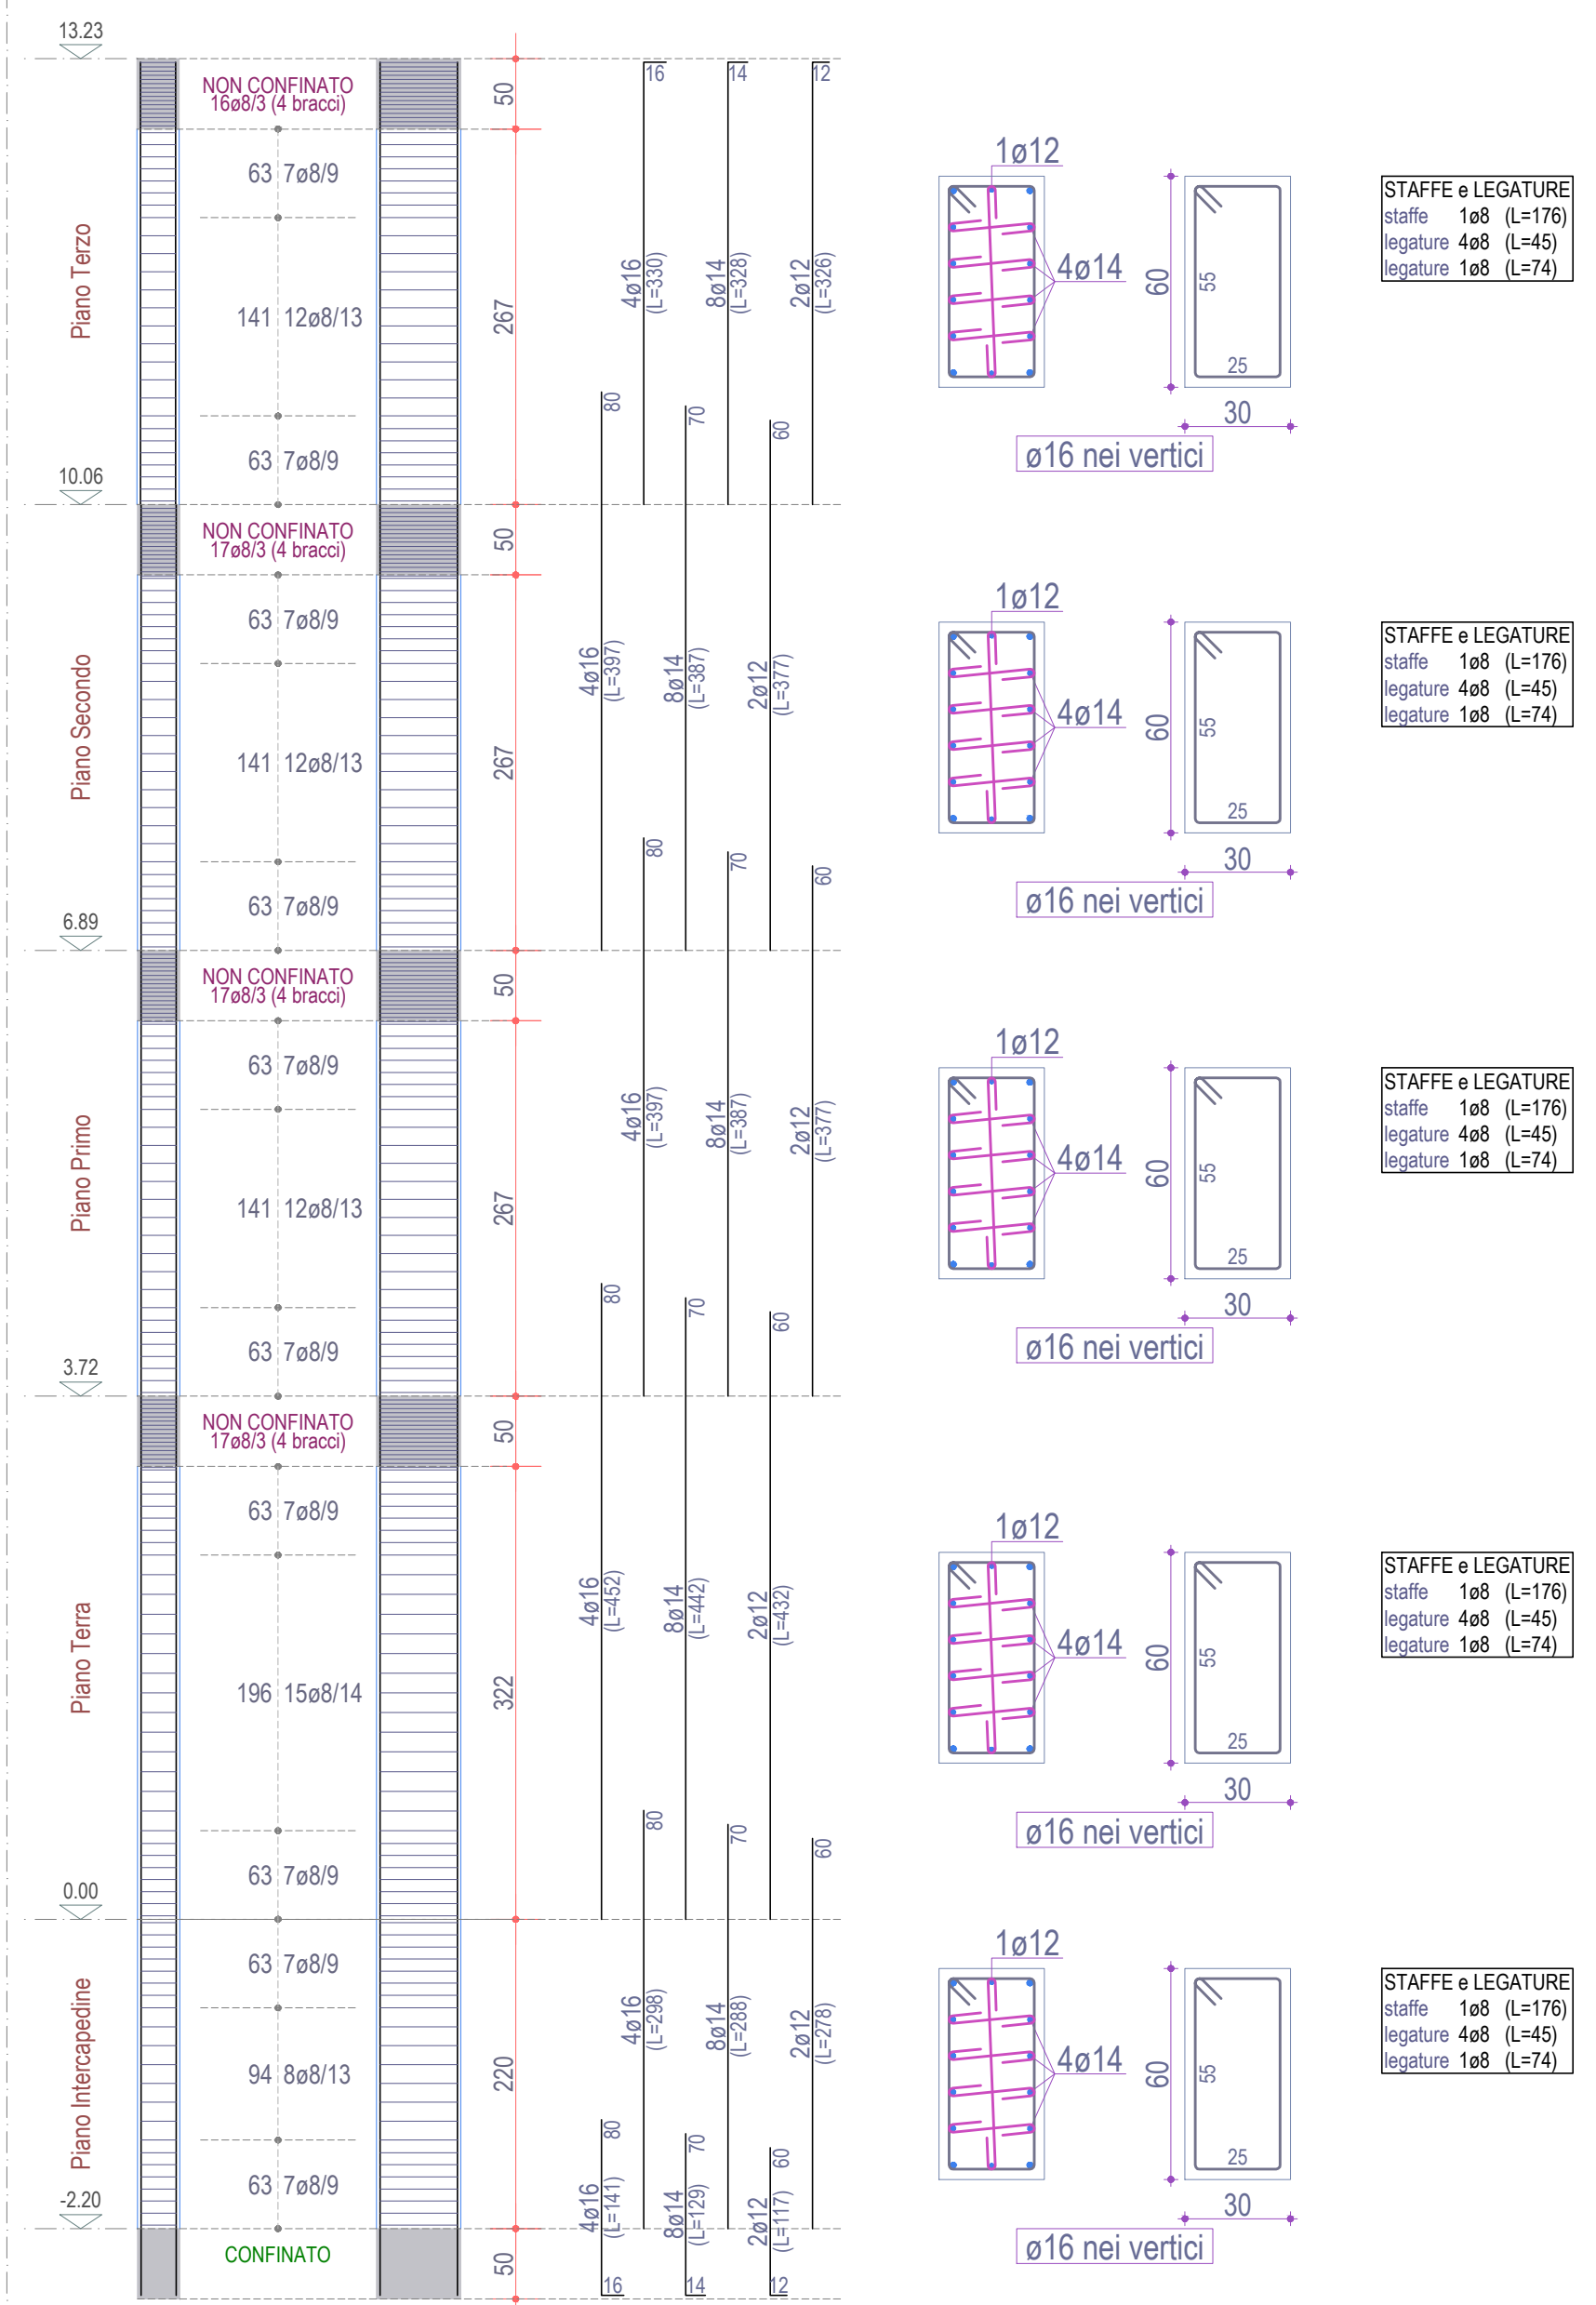 13.23
NON CONFINATO
16ø8/3 (4 bracci)
50
16
14
12
63 7ø8/9
Piano Terzo
141 12ø8/13
267
4ø16
(L=330)
8ø14
(L=328)
2ø12
(L=326)
63 7ø8/9
80
70
60
1ø12
4ø14
60
55
25
30
ø16 nei vertici
STAFFE e LEGATURE
staffe 1ø8 (L=176)
legature 4ø8 (L=45)
legature 1ø8 (L=74)
10.06
NON CONFINATO
17ø8/3 (4 bracci)
50
63 7ø8/9
Piano Secondo
141 12ø8/13
267
4ø16
(L=397)
8ø14
(L=387)
2ø12
(L=377)
63 7ø8/9
80
70
60
1ø12
4ø14
60
55
25
30
ø16 nei vertici
STAFFE e LEGATURE
staffe 1ø8 (L=176)
legature 4ø8 (L=45)
legature 1ø8 (L=74)
6.89
NON CONFINATO
17ø8/3 (4 bracci)
50
63 7ø8/9
Piano Primo
141 12ø8/13
267
4ø16
(L=397)
8ø14
(L=387)
2ø12
(L=377)
63 7ø8/9
80
70
60
1ø12
4ø14
60
55
25
30
ø16 nei vertici
STAFFE e LEGATURE
staffe 1ø8 (L=176)
legature 4ø8 (L=45)
legature 1ø8 (L=74)
3.72
NON CONFINATO
17ø8/3 (4 bracci)
50
63 7ø8/9
Piano Terra
196 15ø8/14
322
4ø16
(L=452)
8ø14
(L=442)
2ø12
(L=432)
63 7ø8/9
80
70
60
1ø12
4ø14
60
55
25
30
ø16 nei vertici
STAFFE e LEGATURE
staffe 1ø8 (L=176)
legature 4ø8 (L=45)
legature 1ø8 (L=74)
0.00
63 7ø8/9
Piano Intercapedine
94 8ø8/13
220
4ø16
(L=298)
8ø14
(L=288)
2ø12
(L=278)
63 7ø8/9
80
70
60
4ø16
(L=141)
8ø14
(L=129)
2ø12
(L=117)
1ø12
4ø14
60
55
25
30
ø16 nei vertici
STAFFE e LEGATURE
staffe 1ø8 (L=176)
legature 4ø8 (L=45)
legature 1ø8 (L=74)
-2.20
CONFINATO
50
16
14
12